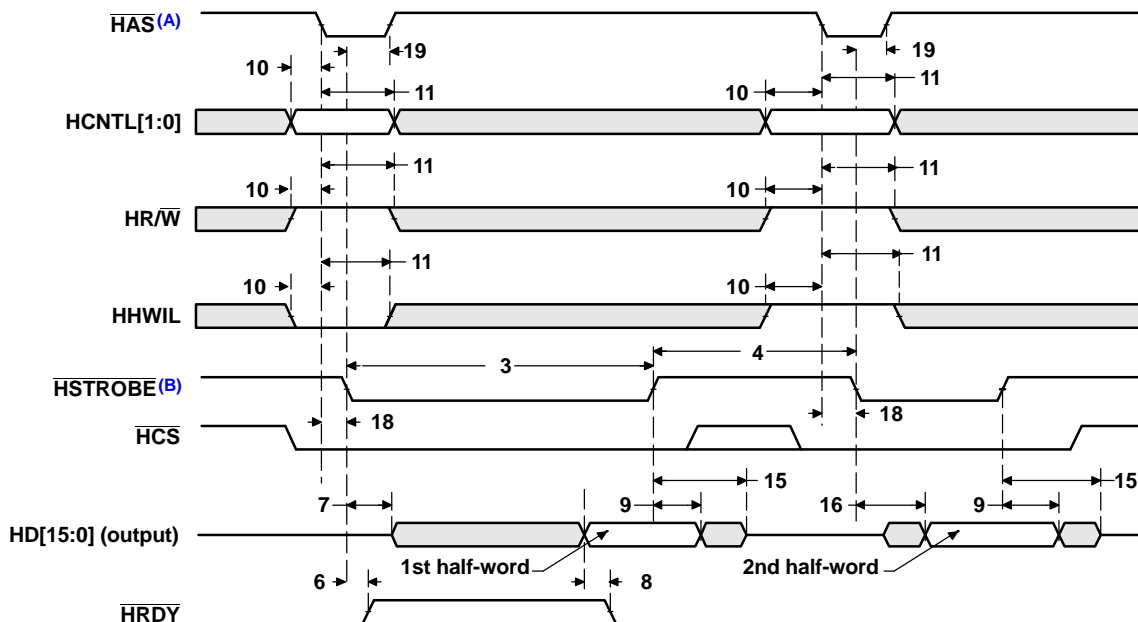 HAS(A)
19
19
10
11
10
11
HCNTL[1:0]
11
11
10
10
HR/W
11
11
10
10
HHWIL
4
3
HSTROBE(B)
18
18
HCS
15
15
7
9
16
9
HD[15:0] (output)
1st half-word
2nd half-word
6
8
HRDY